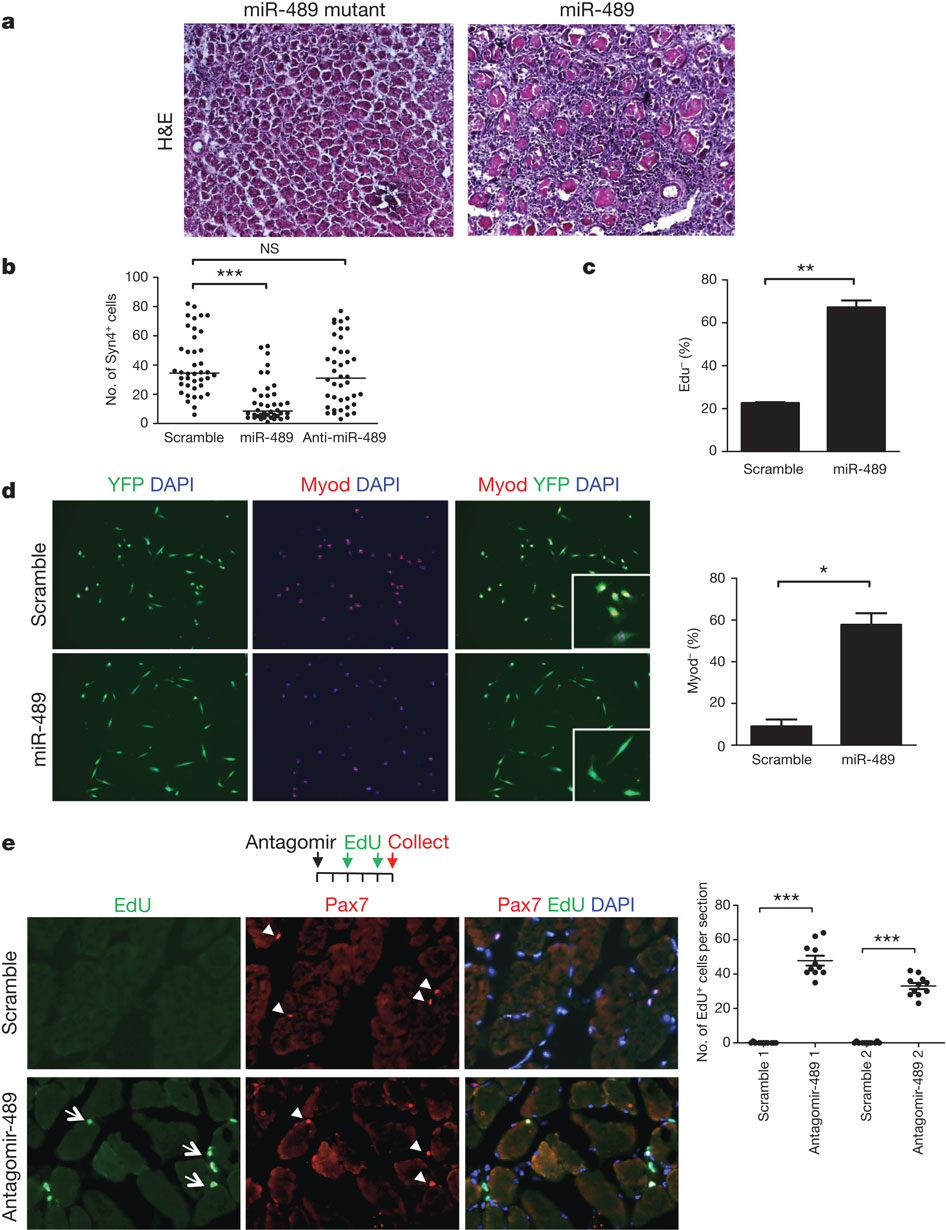 a
miR-489 mutant
miR-489
H&E
b
NS
***
No. of Syn4⁺ cells
100
80
60
40
20
0
Scramble
miR-489
Anti-miR-489
c
**
Edu⁻ (%)
80
60
40
20
0
Scramble
miR-489
d
YFP DAPI
Myod DAPI
Myod YFP DAPI
Scramble
miR-489
*
Myod⁻ (%)
80
60
40
20
0
Scramble
miR-489
e
Antagomir EdU Collect
EdU
Pax7
Pax7 EdU DAPI
Scramble
Antagomir-489
***
***
No. of EdU⁺ cells per section
80
60
40
20
0
Scramble 1
Antagomir-489 1
Scramble 2
Antagomir-489 2